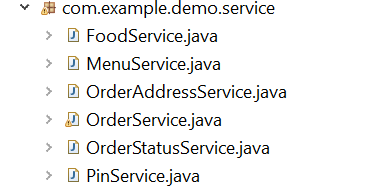 com.example.demo.service
FoodService.java
MenuService.java
OrderAddressService.java
OrderService.java
OrderStatusService.java
PinService.java